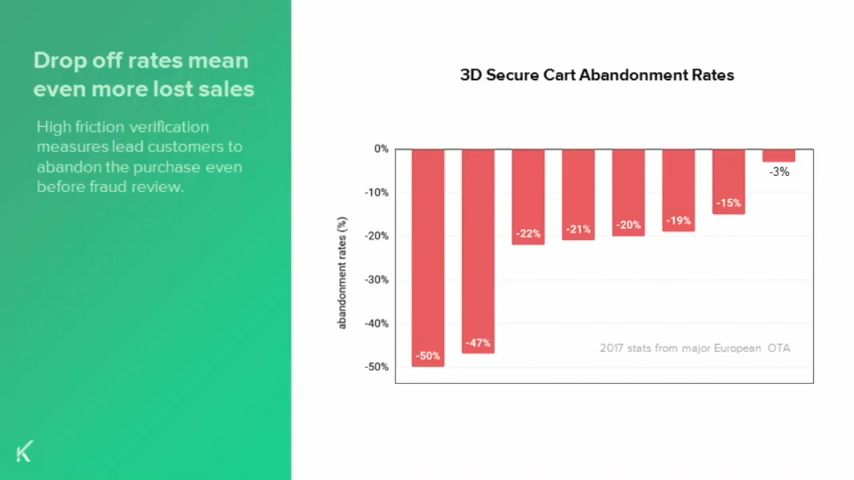 Drop off rates mean
even more lost sales
High friction verification
measures lead customers to
abandon the purchase even
before fraud review.
K
3D Secure Cart Abandonment Rates
abandonment rates (%)
0%
-10%
-20%
-30%
-40%
-50%
-50%
-47%
-22%
-21%
-20%
-19%
-15%
-3%
2017 stats from major European OTA